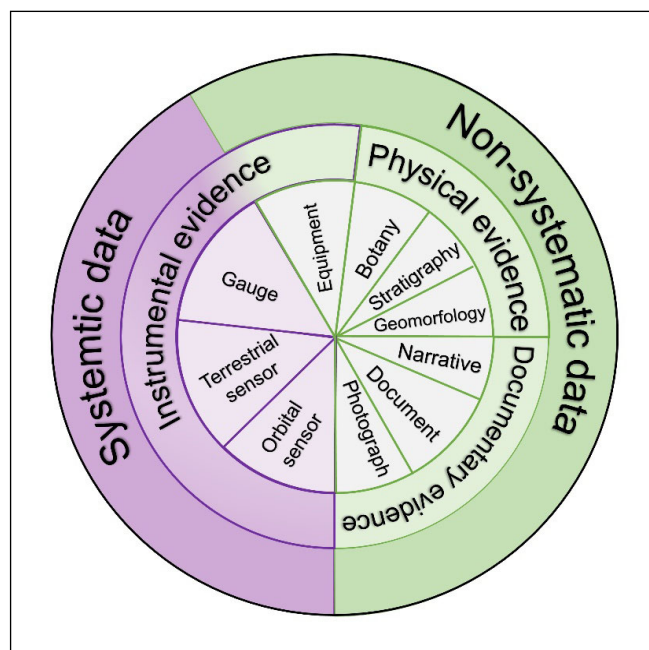 Systemtic data
Non-systematic data
Instrumental evidence
Physical evidence
Documentary evidence
Gauge
Terrestrial
sensor
Orbital
sensor
Equipment
Botany
Stratigraphy
Geomorfology
Narrative
Document
Photograph